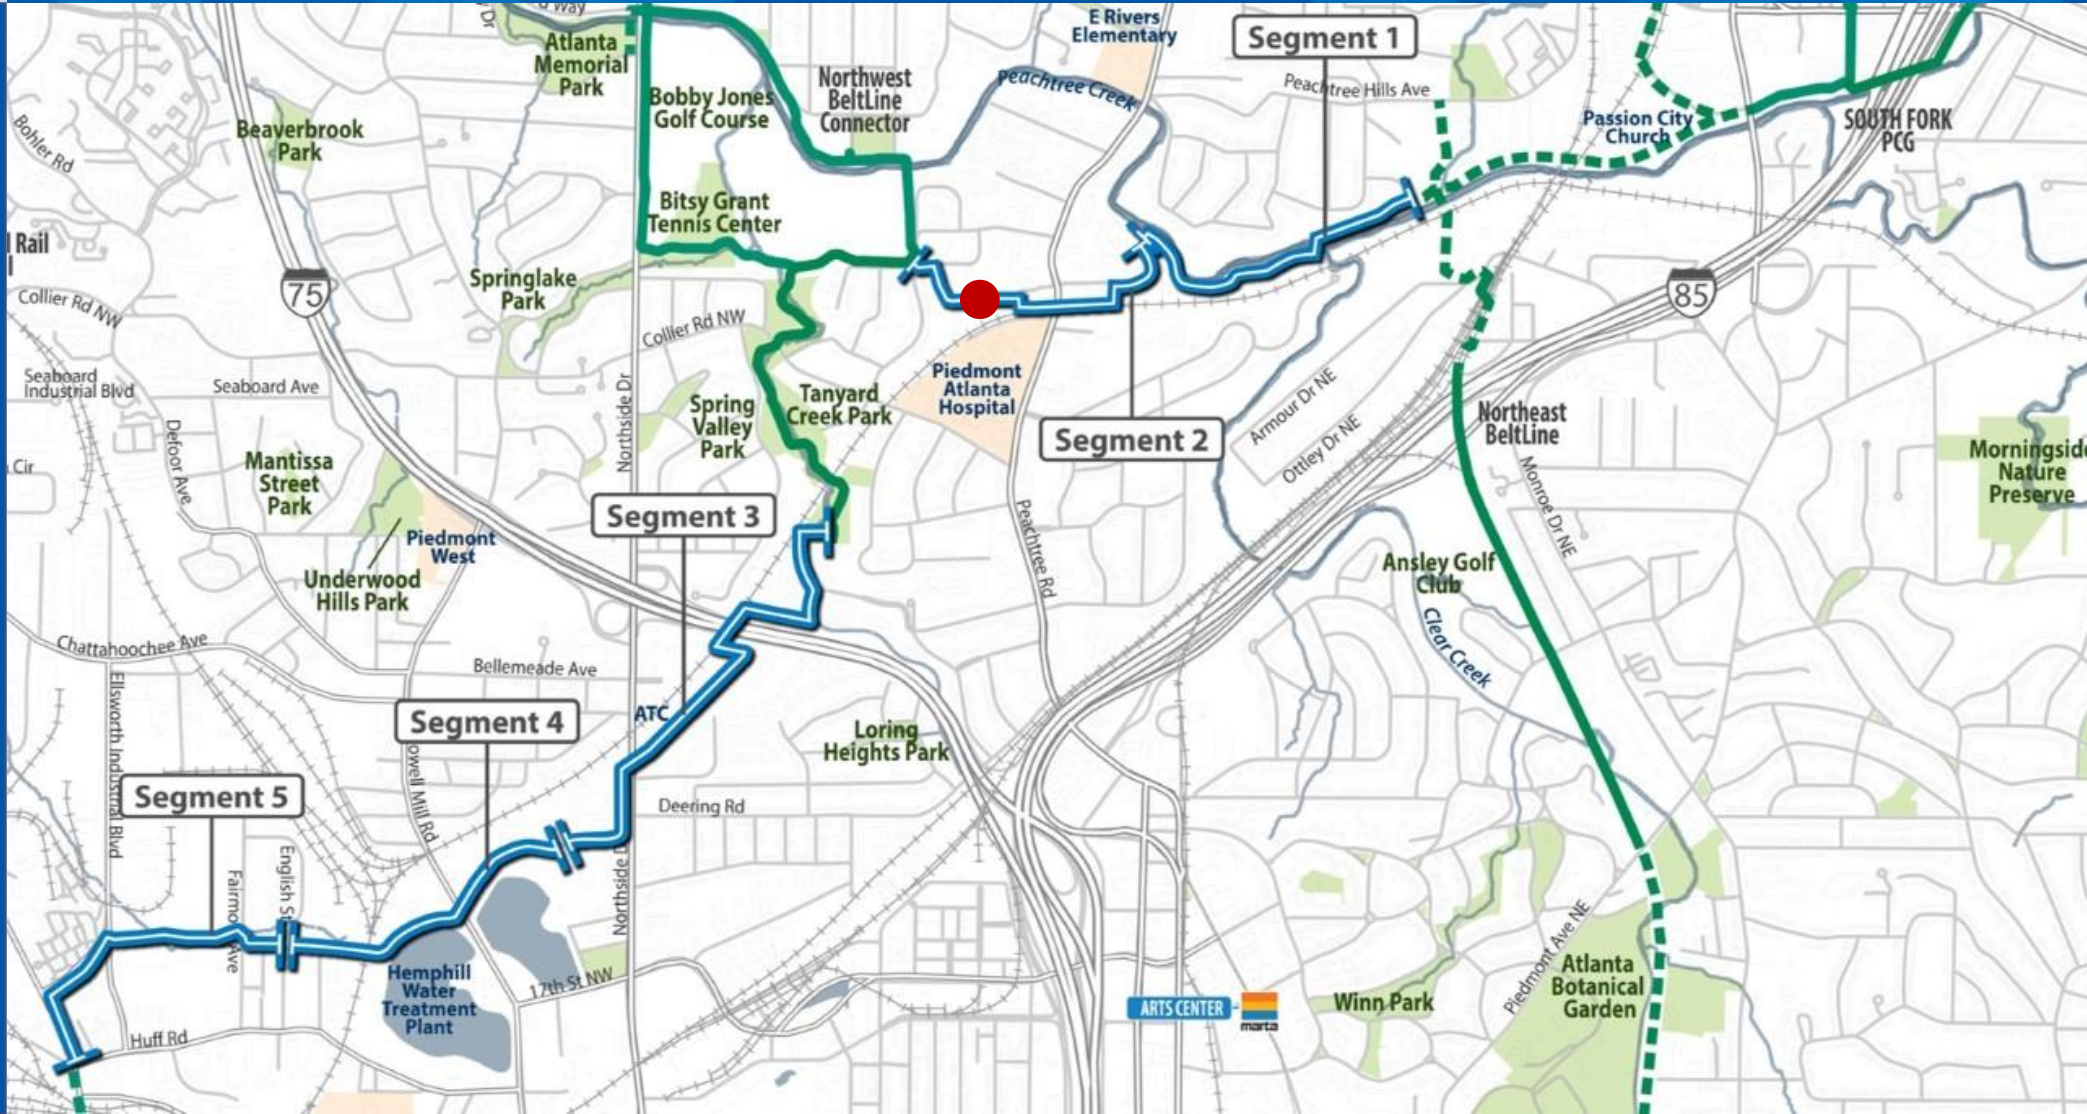 E Rivers
Elementary
Segment 1
Atlanta
Memorial
Park
Bobby Jones
Golf Course
Northwest
BeltLine
Connector
Peachtree Creek
Peachtree Hills Ave
Passion City
Church
SOUTH FORK
PCG
Bohler Rd
Beaverbrook
Park
Bitsy Grant
Tennis Center
Rail
75
Springlake
Park
85
Collier Rd NW
Collier Rd NW
Seaboard
Industrial Blvd
Seaboard Ave
Northside Dr
Piedmont
Atlanta
Hospital
Tanyard
Creek Park
Spring
Valley
Park
Armour Dr NE
Ottley Dr NE
Northeast
BeltLine
Segment 2
Defoor Ave
Cir
Mantissa
Street
Park
Monroe Dr NE
Morningside
Nature
Preserve
Segment 3
Piedmont
West
Peachtree Rd
Underwood
Hills Park
Ansley Golf
Club
Clear Creek
Chattahoochee Ave
Bellemeade Ave
Ellsworth Industrial Blvd
Segment 4
ATC
Loring
Heights Park
owell Mill Rd
Segment 5
Deering Rd
Fairmo
Ave
English St
Northside D
Hemphill
Water
Treatment
Plant
17th St NW
Piedmont Ave NE
Atlanta
Botanical
Garden
ARTS CENTER
marta
Winn Park
Huff Rd